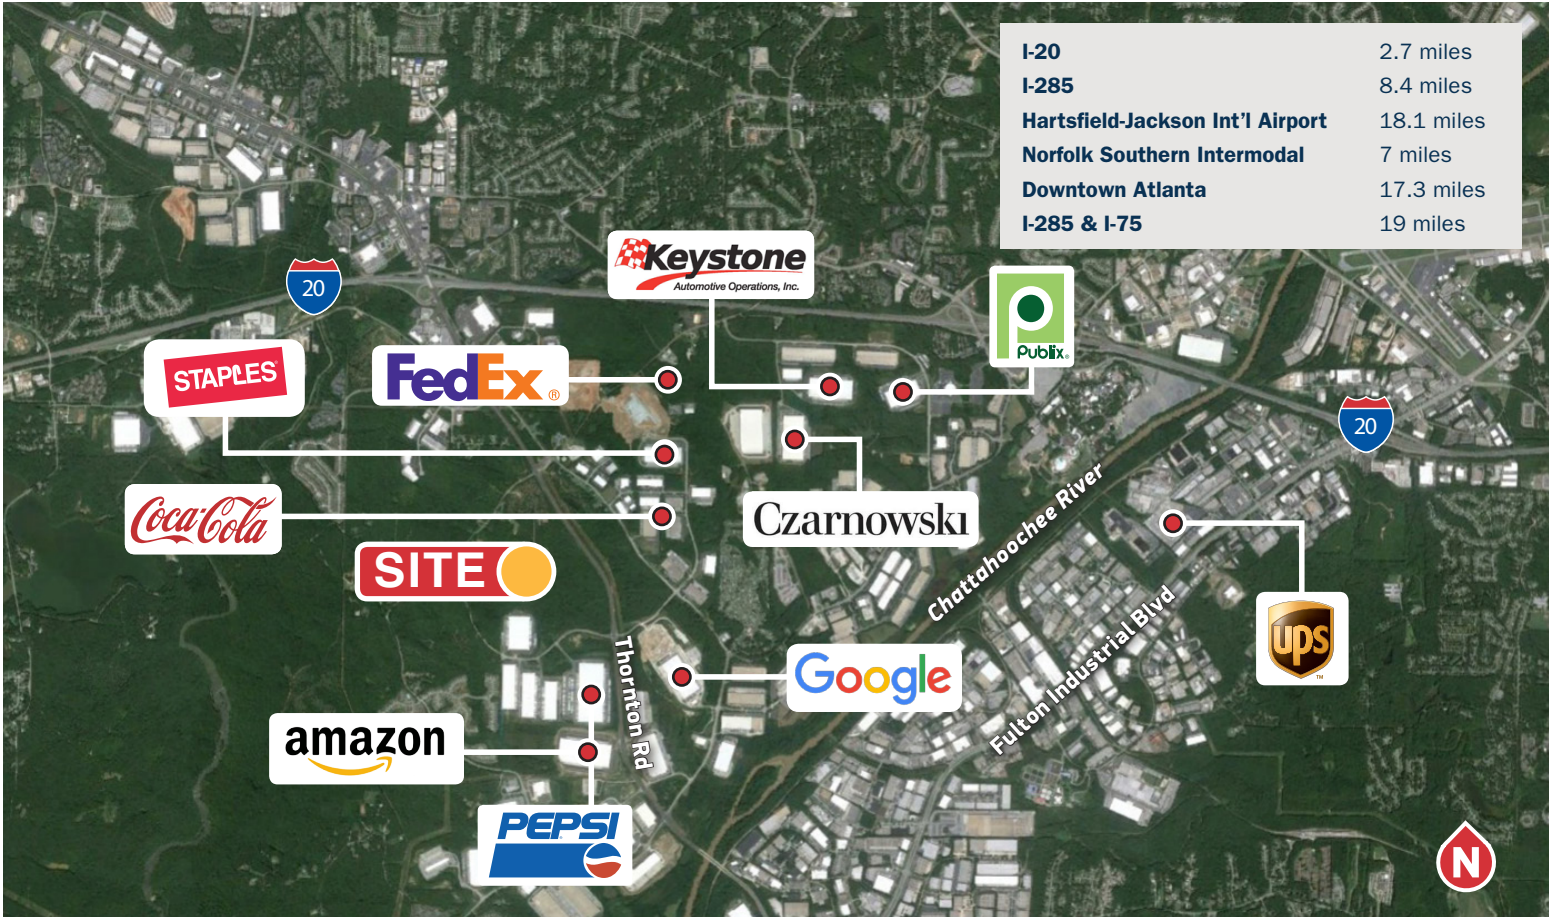 I-20 2.7 miles
I-285 8.4 miles
Hartsfield-Jackson Int'l Airport 18.1 miles
Norfolk Southern Intermodal 7 miles
Downtown Atlanta 17.3 miles
I-285 & I-75 19 miles
Keystone
Automotive Operations, Inc.
20
Publix®
STAPLES
FedEx®
20
Coca-Cola
Czarnowski
SITE
Chattahoochee River
Fulton Industrial Blvd
ups
™
Thornton Rd
Google
amazon
PEPSI
N